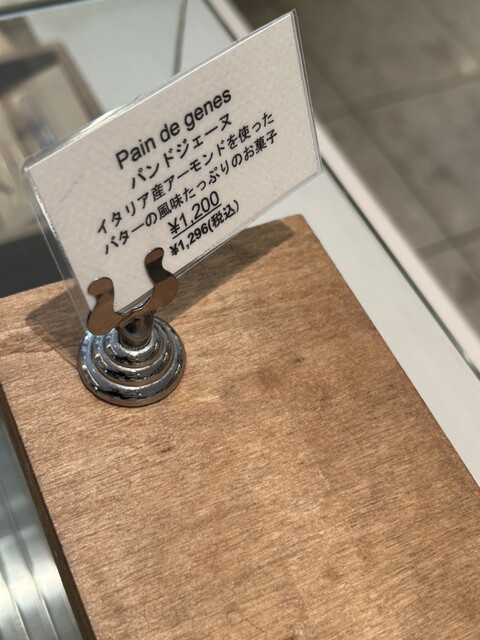 Pain de genes
パンドジェーヌ
イタリア産アーモンドを使った
バターの風味たっぷりのお菓子
¥1,200
¥1,296(税込)